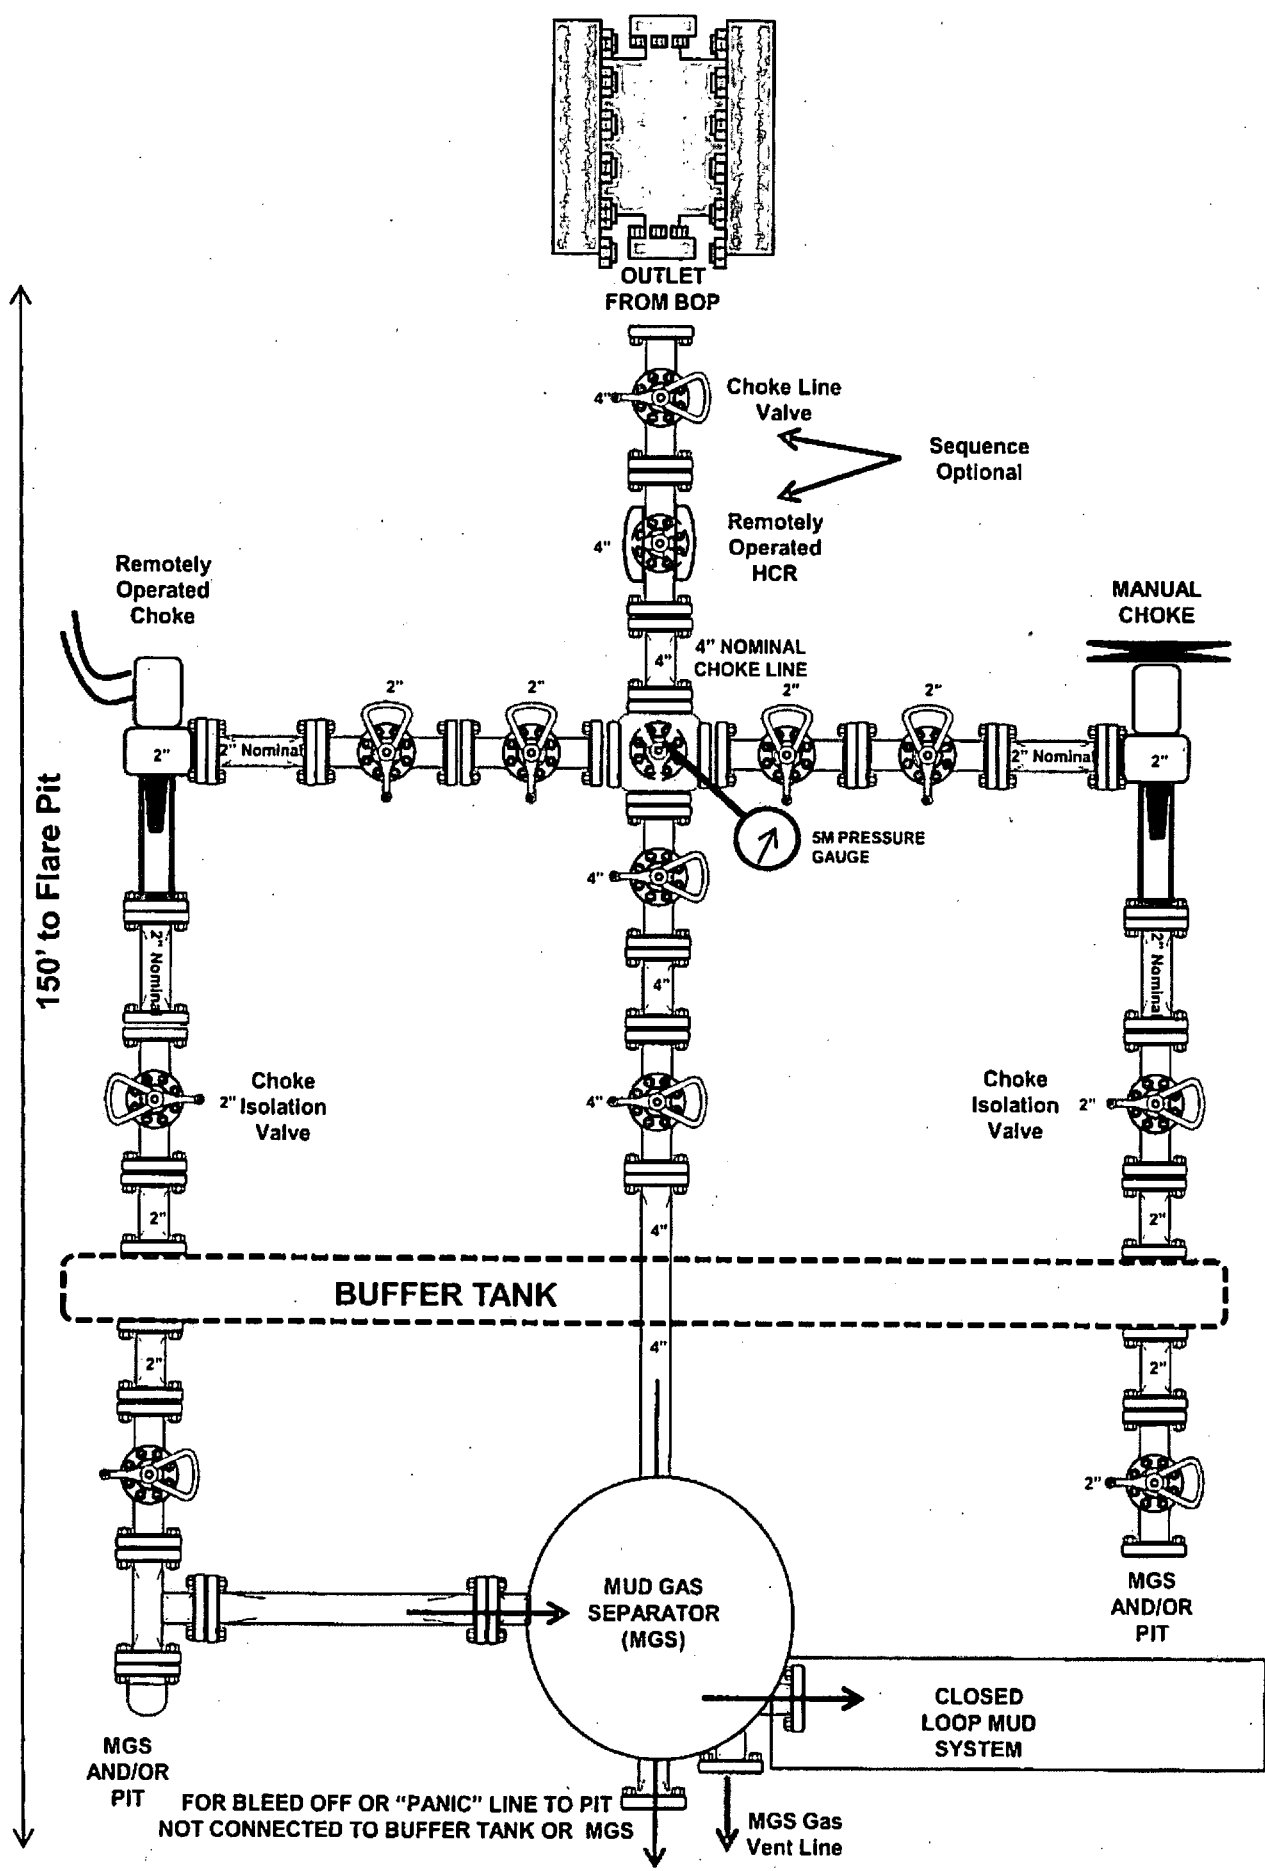 OUTLET
FROM BOP
4"
Choke Line
Valve
Sequence
Optional
4"
Remotely
Operated
HCR
Remotely
Operated
Choke
MANUAL
CHOKE
4"
4" NOMINAL
CHOKE LINE
2"
2"
2"
2"
2"
2" Nominal
2" Nominal
2"
5M PRESSURE
GAUGE
150' to Flare Pit
4"
2" Nominal
4"
2" Nominal
2"
Choke
Isolation
Valve
4"
Choke
Isolation
Valve
2"
2"
4"
2"
BUFFER TANK
2"
4"
2"
2"
MUD GAS
SEPARATOR
(MGS)
MGS
AND/OR
PIT
CLOSED
LOOP MUD
SYSTEM
MGS
AND/OR
PIT
FOR BLEED OFF OR "PANIC" LINE TO PIT
NOT CONNECTED TO BUFFER TANK OR MGS
MGS Gas
Vent Line